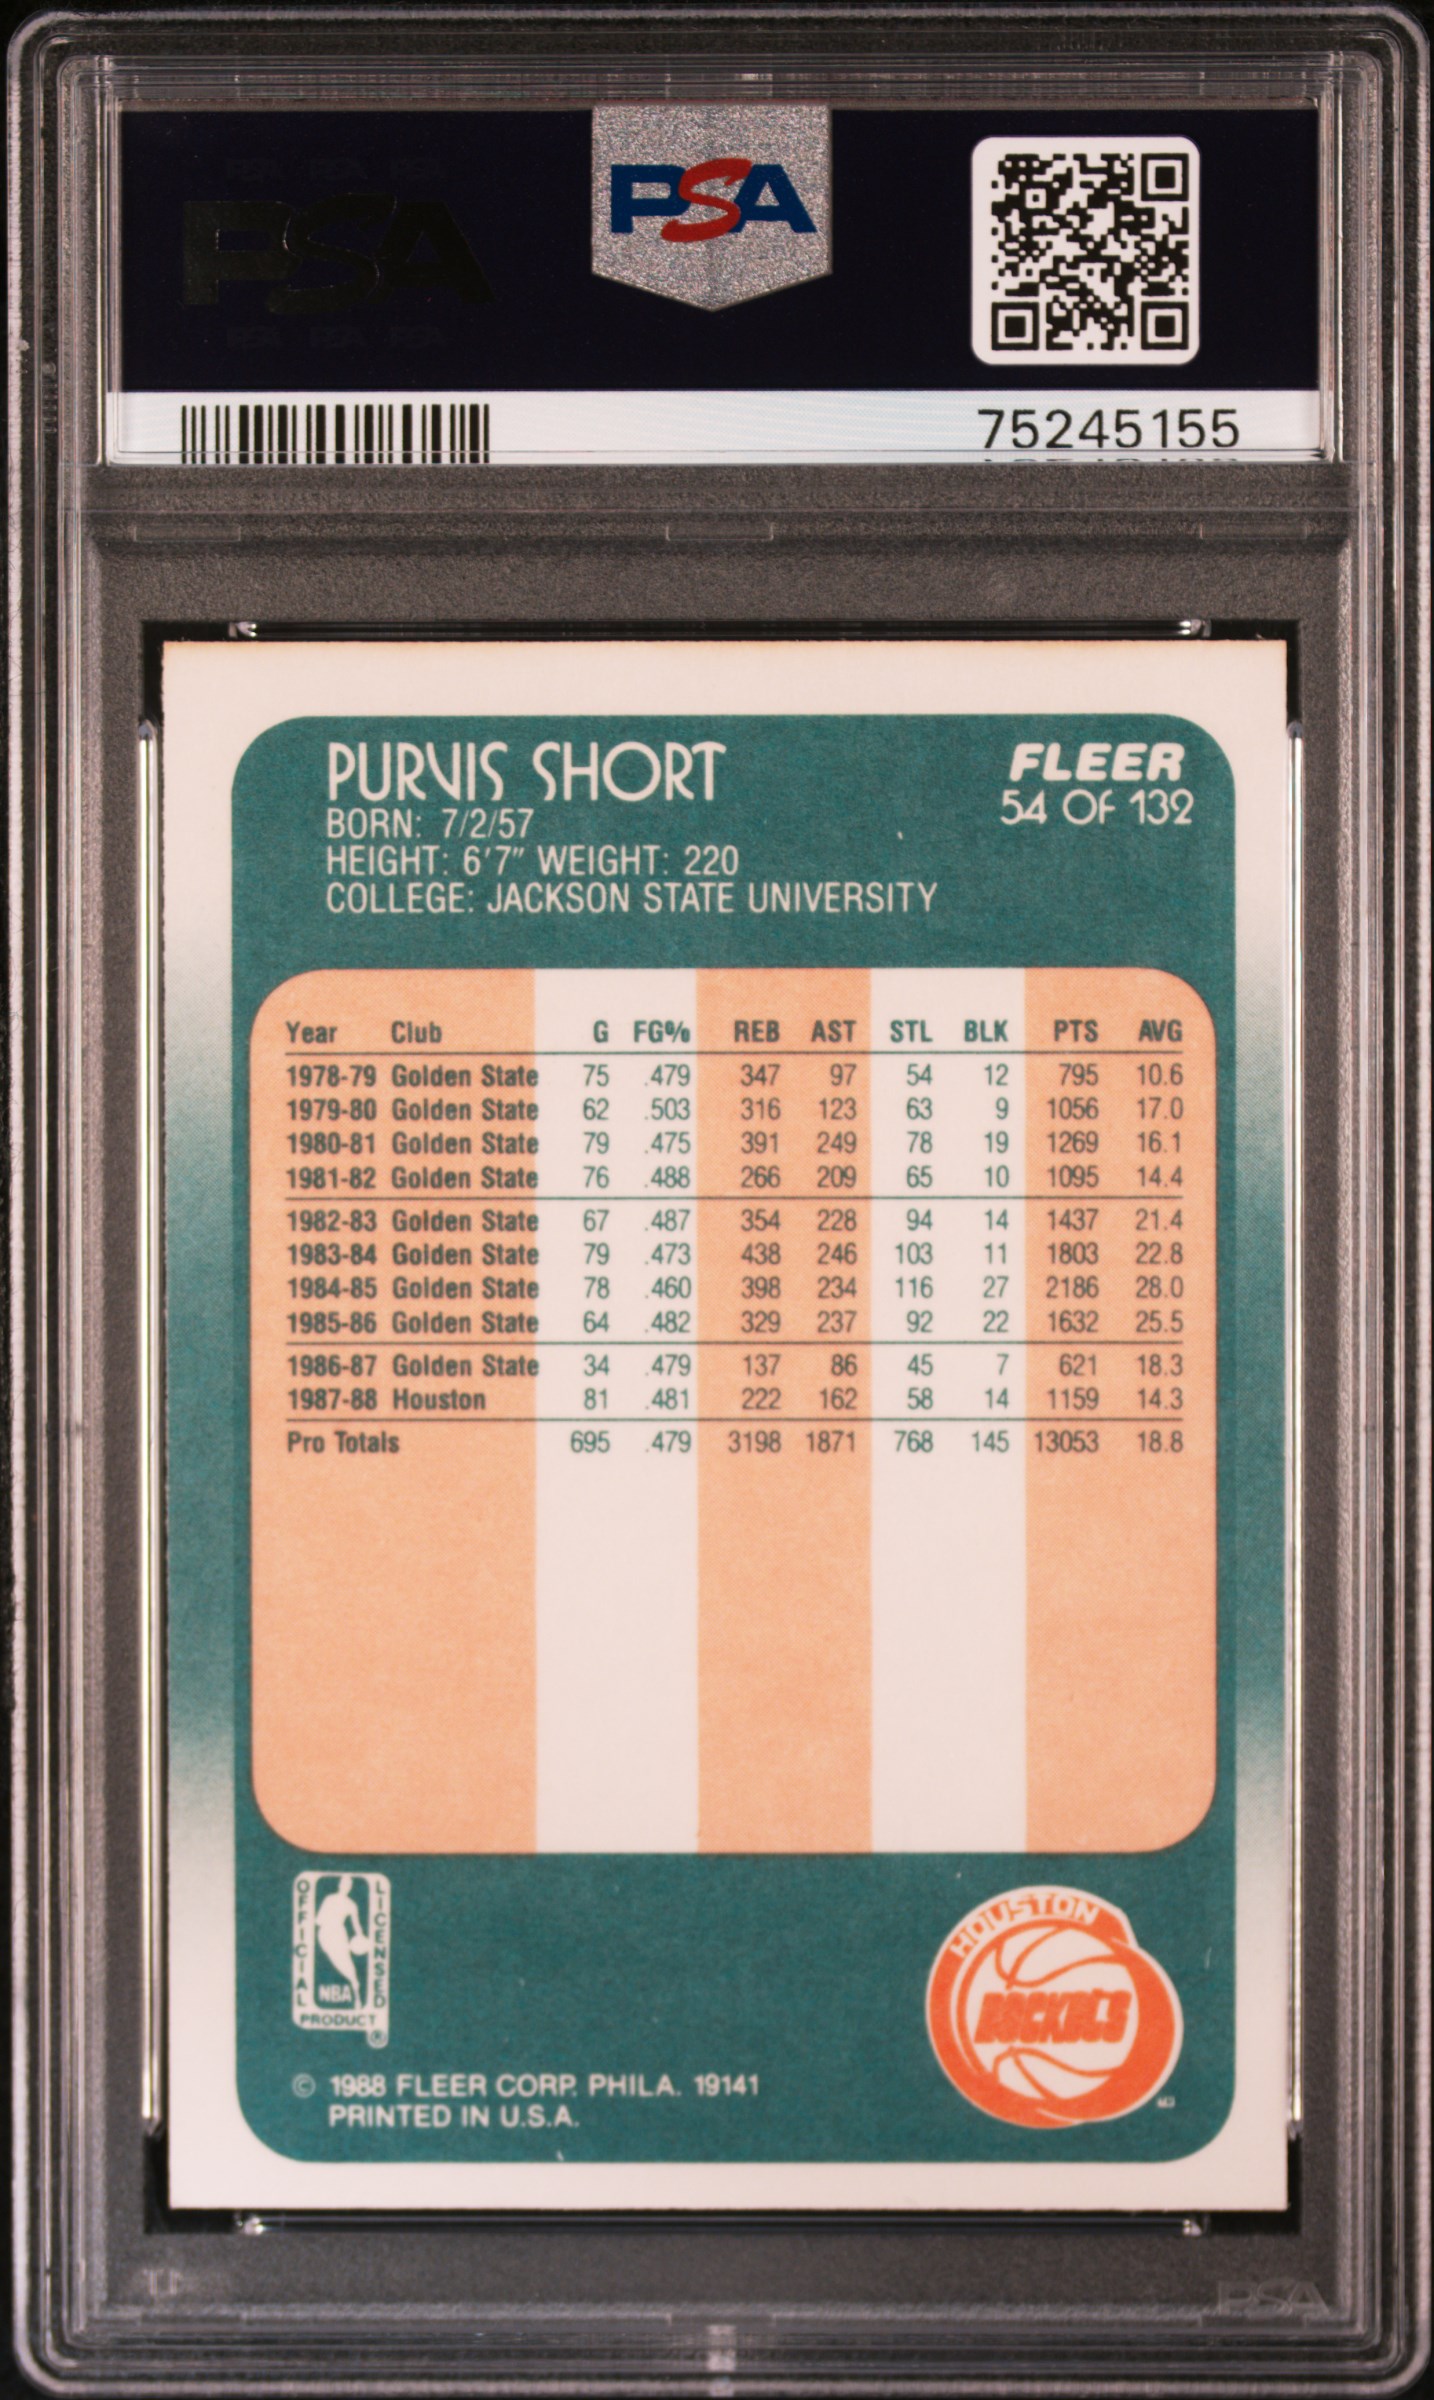 PSA
PSA
75245155
PURVIS SHORT
BORN: 7/2/57
HEIGHT: 6'7" WEIGHT: 220
COLLEGE: JACKSON STATE UNIVERSITY
FLEER
54 OF 132
Year Club G FG% REB AST STL BLK PTS AVG
1978-79 Golden State 75 .479 347 97 54 12 795 10.6
1979-80 Golden State 62 .503 316 123 63 9 1056 17.0
1980-81 Golden State 79 .475 391 249 78 19 1269 16.1
1981-82 Golden State 76 .488 266 209 65 10 1095 14.4
1982-83 Golden State 67 .487 354 228 94 14 1437 21.4
1983-84 Golden State 79 .473 438 246 103 11 1803 22.8
1984-85 Golden State 78 .460 398 234 116 27 2186 28.0
1985-86 Golden State 64 .482 329 237 92 22 1632 25.5
1986-87 Golden State 34 .479 137 86 45 7 621 18.3
1987-88 Houston 81 .481 222 162 58 14 1159 14.3
Pro Totals 695 .479 3198 1871 768 145 13053 18.8
OFFICIAL
LICENSED
NBA
PRODUCT
®
HOUSTON
ROCKETS
© 1988 FLEER CORP. PHILA. 19141
PRINTED IN U.S.A.
PSA